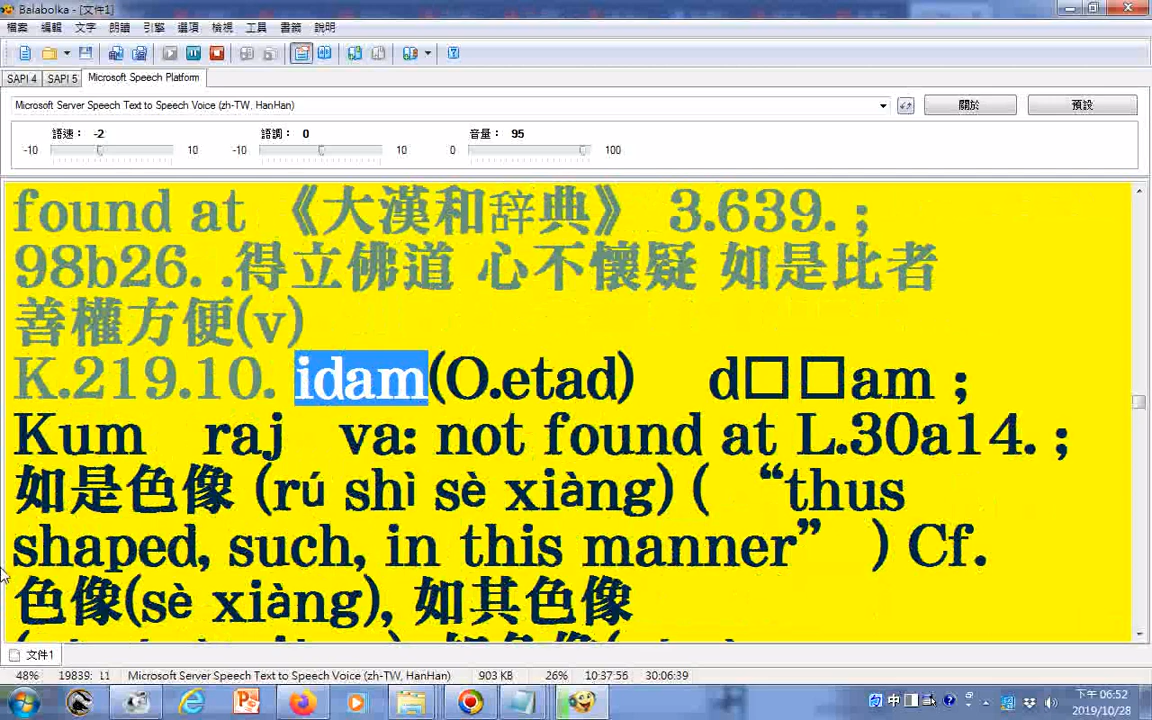 Balabolka - [文件1]
檔案 編輯 文字 朗讀 引擎 選項 檢視 工具 書籤 說明
SAPI 4 SAPI 5 Microsoft Speech Platform
Microsoft Server Speech Text to Speech Voice (zh-TW, HanHan) 關於 預設
語速： -2 語調： 0 音量： 95
-10 10 -10 10 0 100
found at 《大漢和辞典》 3.639. ;
98b26. .得立佛道 心不懷疑 如是比者
善權方便(v)
K.219.10. idam(O.etad) d□□am ;
Kum raj va: not found at L.30a14. ;
如是色像 (rú shì sè xiàng) ( “thus
shaped, such, in this manner” ) Cf.
色像(sè xiàng), 如其色像
文件1
48% 19839: 11 Microsoft Server Speech Text to Speech Voice (zh-TW, HanHan) 903 KB 26% 10:37:56 30:06:39
中
下午 06:52
2019/10/28